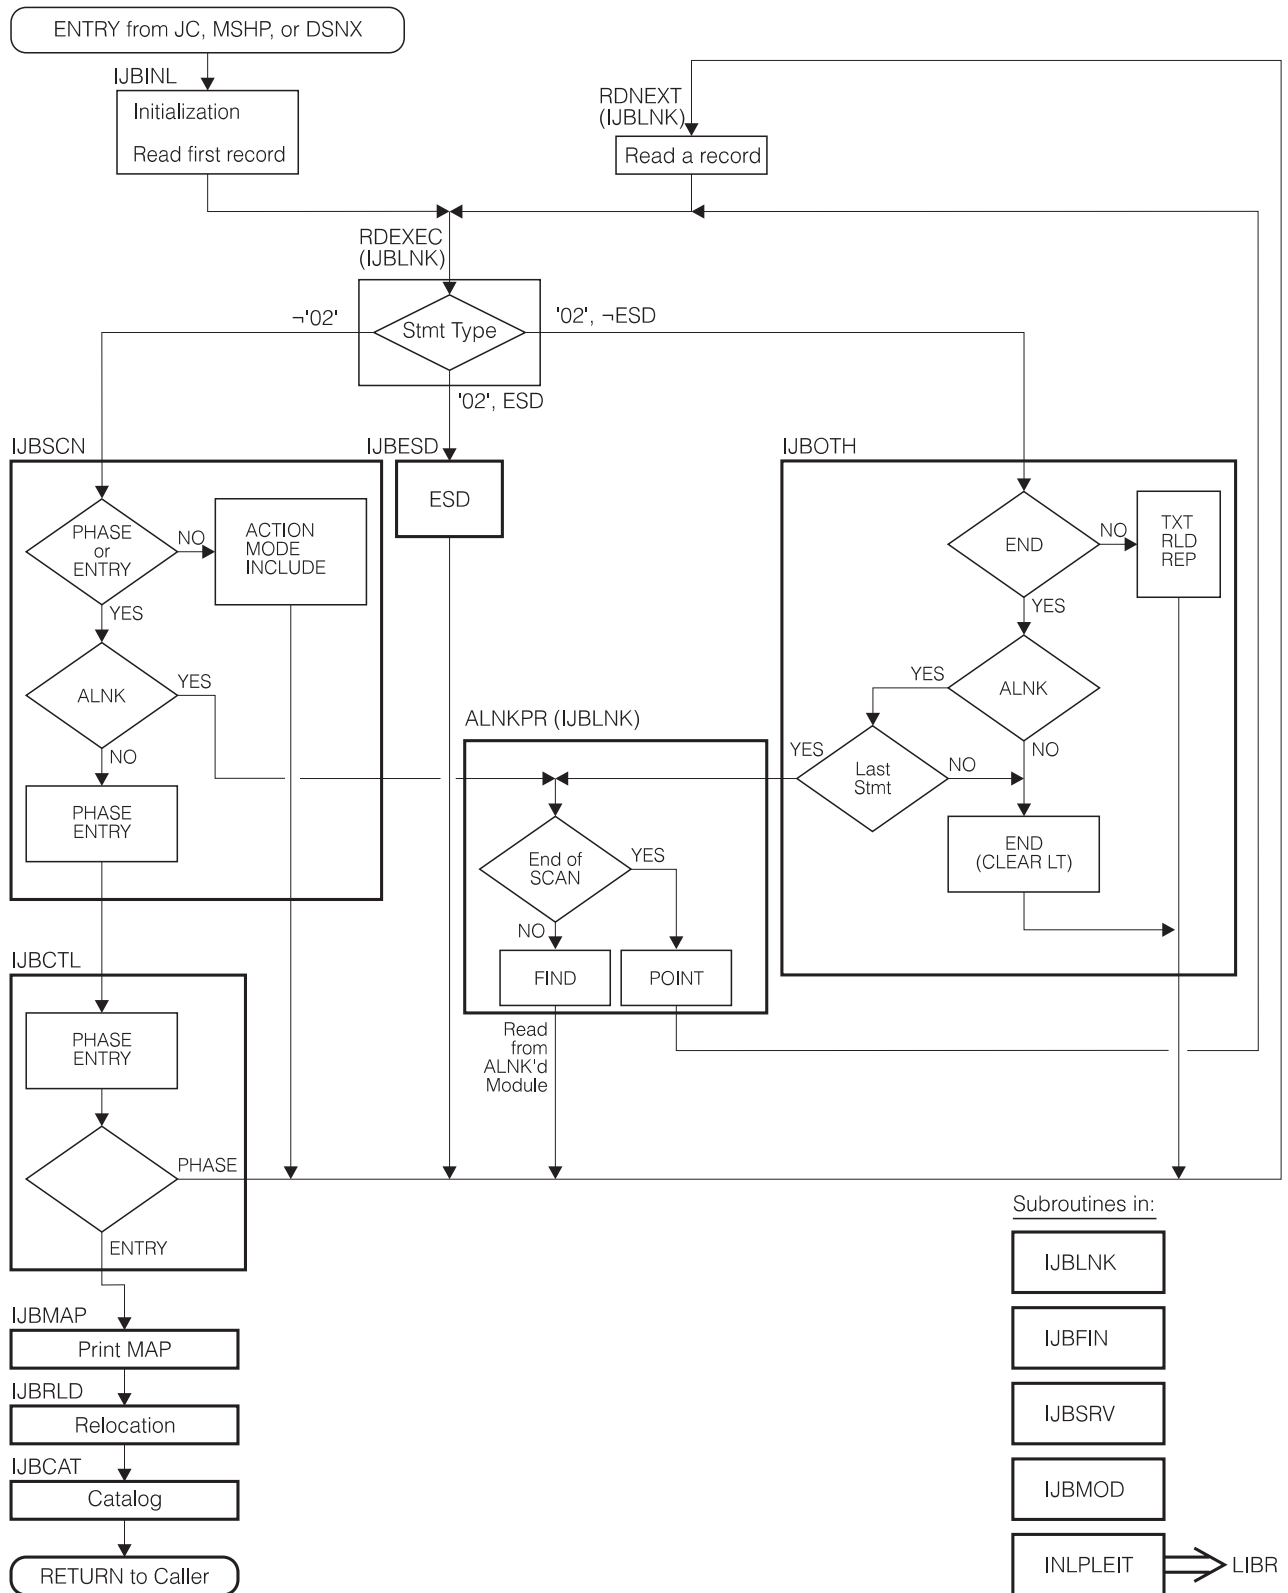 ENTRY from JC, MSHP, or DSNX
IJBINL
Initialization
Read first record
RDNEXT
(IJBLNK)
Read a record
RDEXEC
(IJBLNK)
Stmt Type
¬'02'
'02', ¬ESD
'02', ESD
IJBSCN
PHASE
or
ENTRY
NO
ACTION
MODE
INCLUDE
YES
ALNK
YES
NO
PHASE
ENTRY
IJBESD
ESD
IJBOTH
END
NO
TXT
RLD
REP
YES
ALNK
YES
NO
Last
Stmt
YES
NO
END
(CLEAR LT)
ALNKPR (IJBLNK)
End of
SCAN
YES
NO
FIND
POINT
Read
from
ALNK'd
Module
IJBCTL
PHASE
ENTRY
PHASE
ENTRY
IJBMAP
Print MAP
IJBRLD
Relocation
IJBCAT
Catalog
RETURN to Caller
Subroutines in:
IJBLNK
IJBFIN
IJBSRV
IJBMOD
INLPLEIT
LIBR